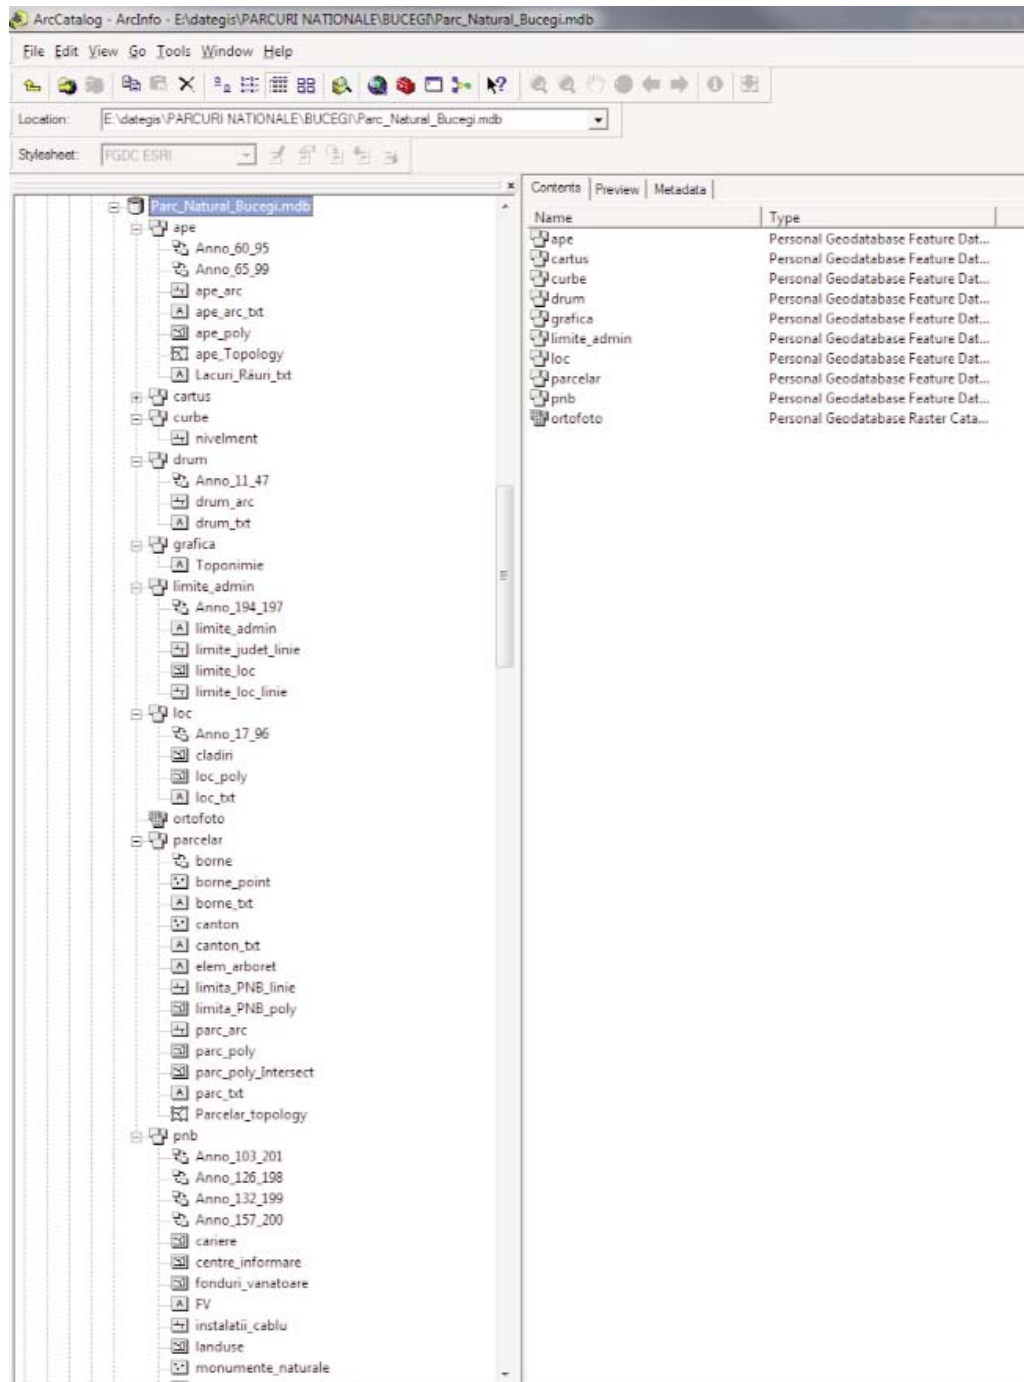 ArcCatalog - ArcInfo - E:\dategis\PARCURI NATIONALE\BUCEGI\Parc_Natural_Bucegi.mdb
File Edit View Go Tools Window Help
Location: E:\dategis\PARCURI NATIONALE\BUCEGI\Parc_Natural_Bucegi.mdb
Stylesheet: FGDC ESRI
Parc_Natural_Bucegi.mdb
ape
Anno_60_95
Anno_65_99
ape_arc
ape_arc_txt
ape_poly
ape_Topology
Lacuri_Râuri_txt
cartus
curbe
nivelment
drum
Anno_11_47
drum_arc
drum_txt
grafica
Toponimie
limite_admin
Anno_194_197
limite_admin
limite_judet_linie
limite_loc
limite_loc_linie
loc
Anno_17_96
cladiri
loc_poly
loc_txt
ortofoto
parcelar
borne
borne_point
borne_txt
canton
canton_txt
elem_arboret
limita_PNB_linie
limita_PNB_poly
parc_arc
parc_poly
parc_poly_Intersect
parc_txt
Parcelar_topology
pnb
Anno_103_201
Anno_126_198
Anno_132_199
Anno_157_200
cariere
centre_informare
fonduri_vanatoare
FV
instalatii_cablu
landuse
monumente_naturale
Contents Preview Metadata
Name Type
ape Personal Geodatabase Feature Dat...
cartus Personal Geodatabase Feature Dat...
curbe Personal Geodatabase Feature Dat...
drum Personal Geodatabase Feature Dat...
grafica Personal Geodatabase Feature Dat...
limite_admin Personal Geodatabase Feature Dat...
loc Personal Geodatabase Feature Dat...
parcelar Personal Geodatabase Feature Dat...
pnb Personal Geodatabase Feature Dat...
ortofoto Personal Geodatabase Raster Cata...